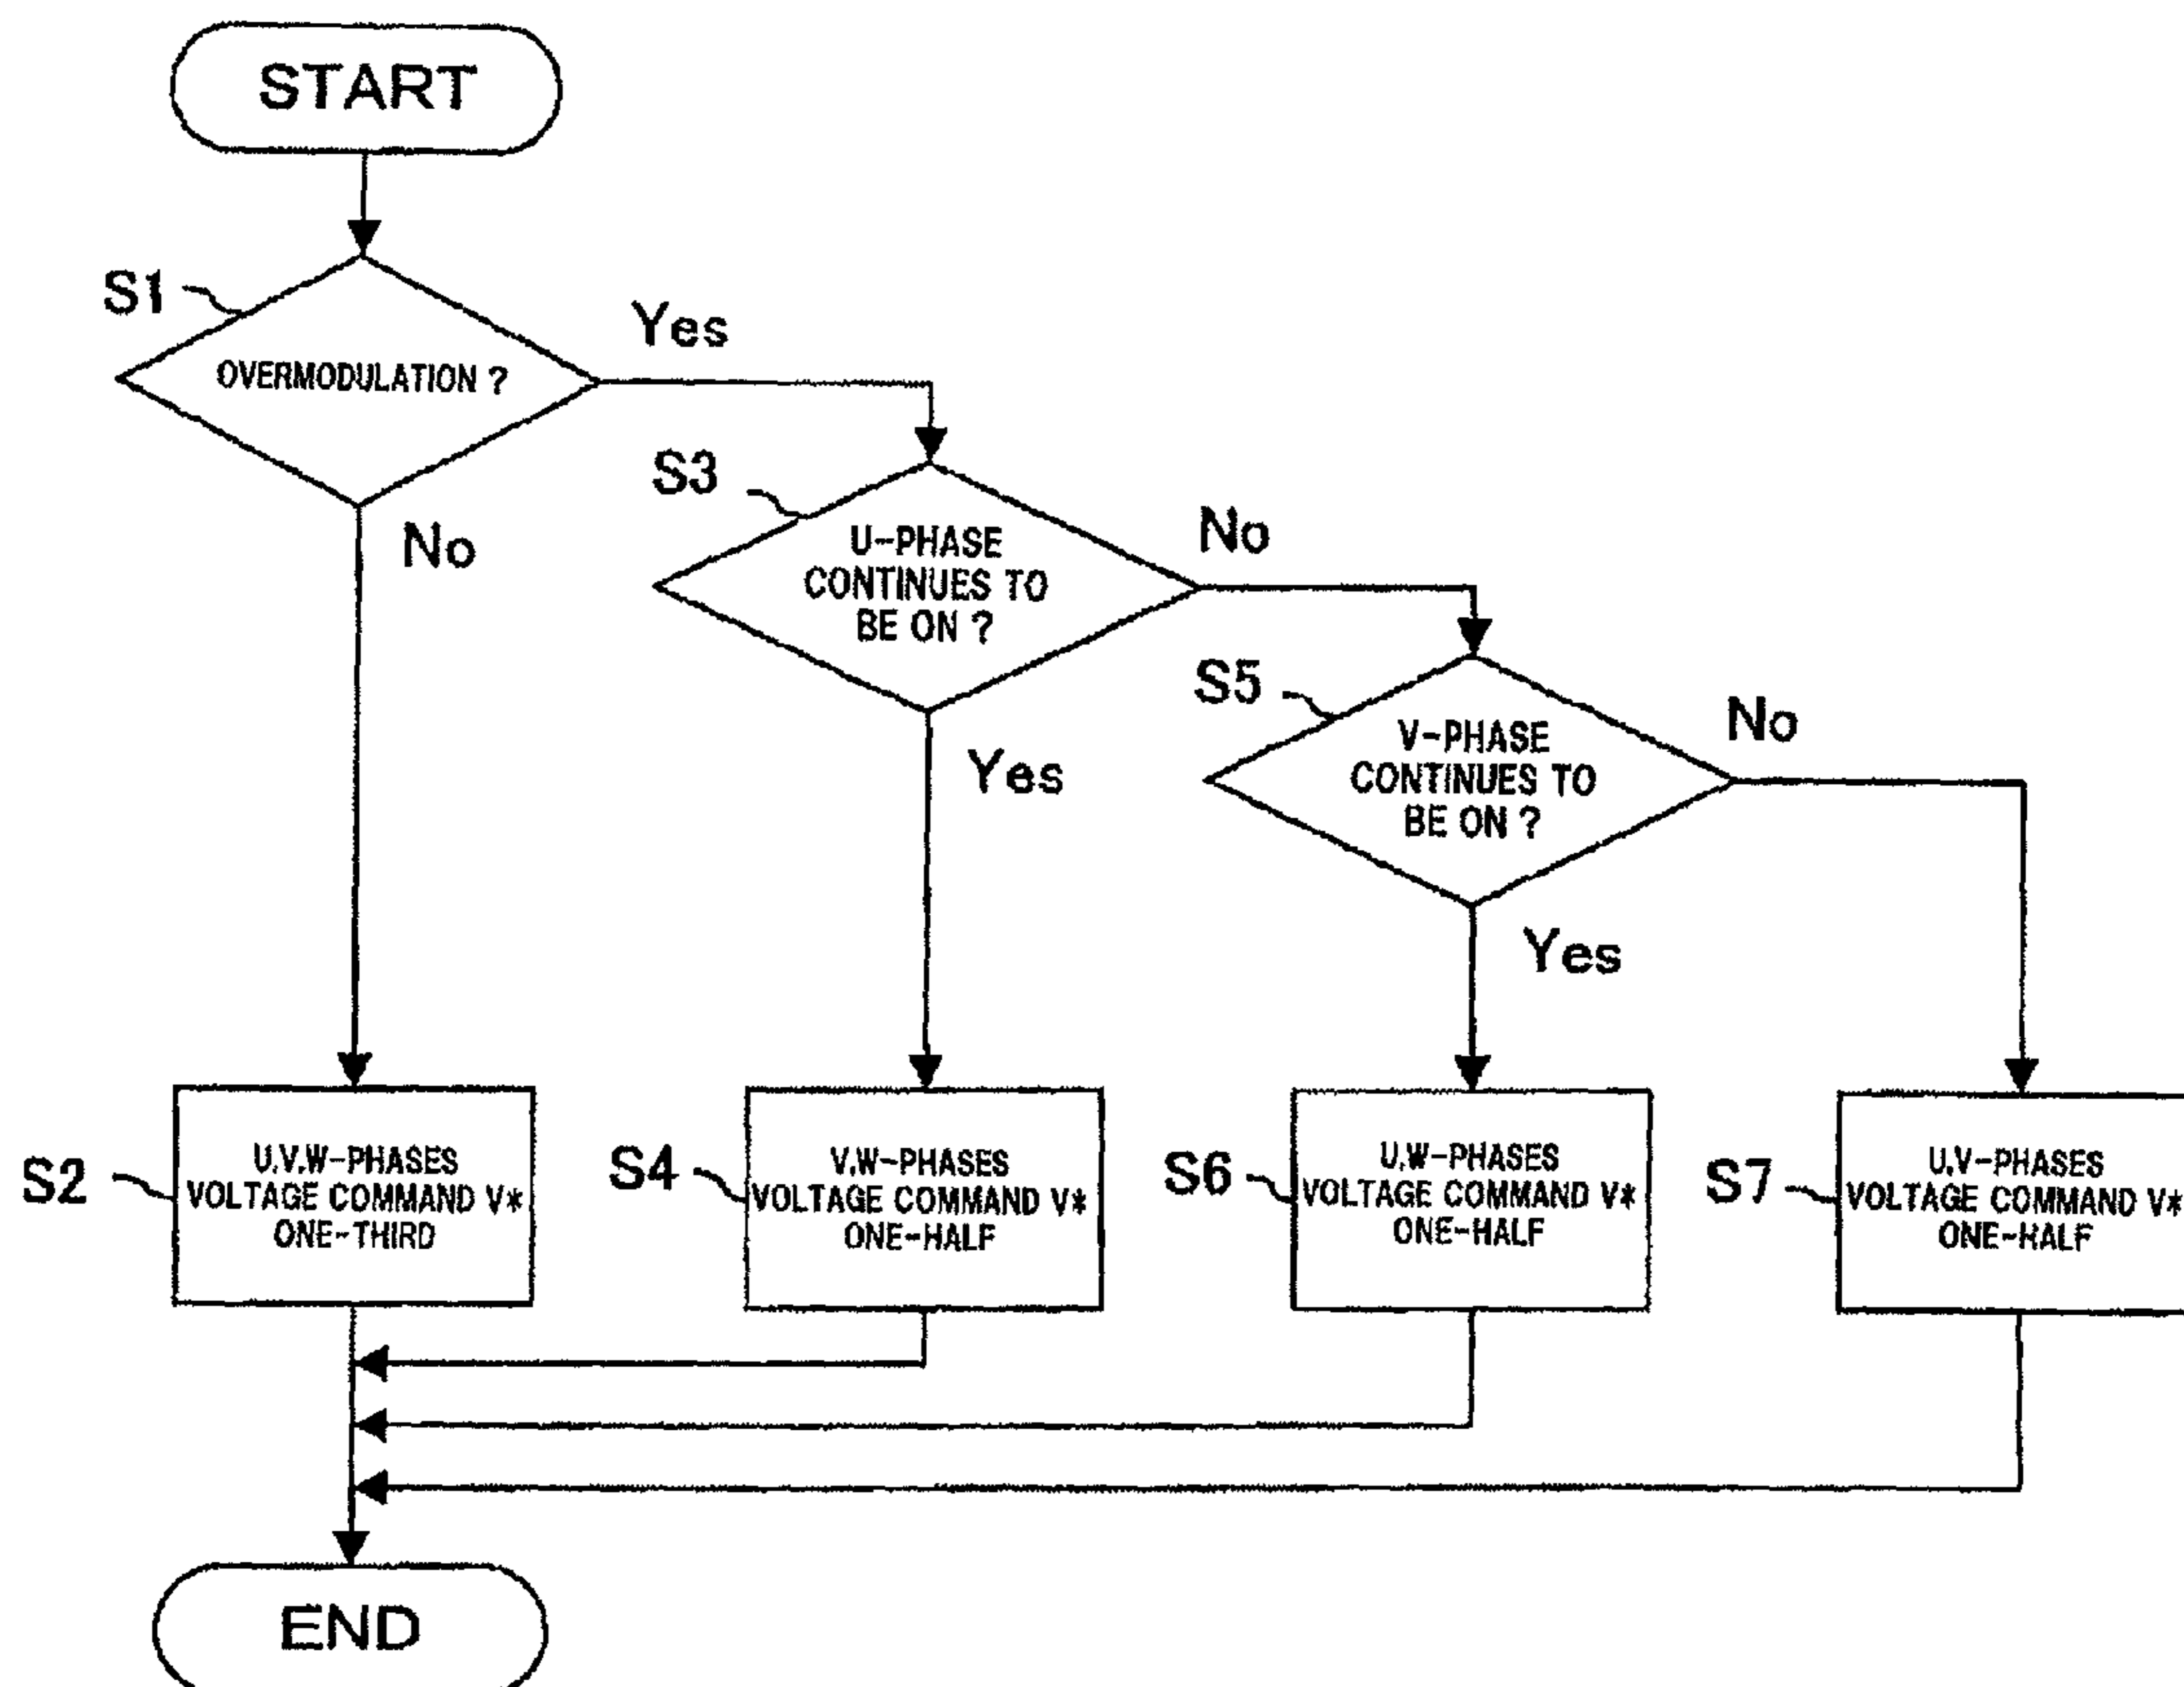 START
S1
OVERMODULATION ?
Yes
No
S3
U-PHASE
CONTINUES TO
BE ON ?
No
Yes
S5
V-PHASE
CONTINUES TO
BE ON ?
No
Yes
S2
U.V.W-PHASES
VOLTAGE COMMAND V*
ONE-THIRD
S4
V.W-PHASES
VOLTAGE COMMAND V*
ONE-HALF
S6
U.W-PHASES
VOLTAGE COMMAND V*
ONE-HALF
S7
U.V-PHASES
VOLTAGE COMMAND V*
ONE-HALF
END